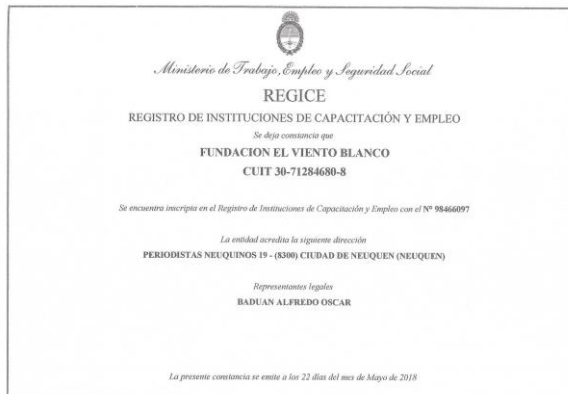 Ministerio de Trabajo, Empleo y Seguridad Social
REGICE
REGISTRO DE INSTITUCIONES DE CAPACITACIÓN Y EMPLEO
Se deja constancia que
FUNDACION EL VIENTO BLANCO
CUIT 30-71284680-8
Se encuentra inscripta en el Registro de Instituciones de Capacitación y Empleo con el Nº 98466097
La entidad acredita la siguiente dirección
PERIODISTAS NEUQUINOS 19 - (8300) CIUDAD DE NEUQUEN (NEUQUEN)
Representantes legales
BADUAN ALFREDO OSCAR
La presente constancia se emite a los 22 días del mes de Mayo de 2018